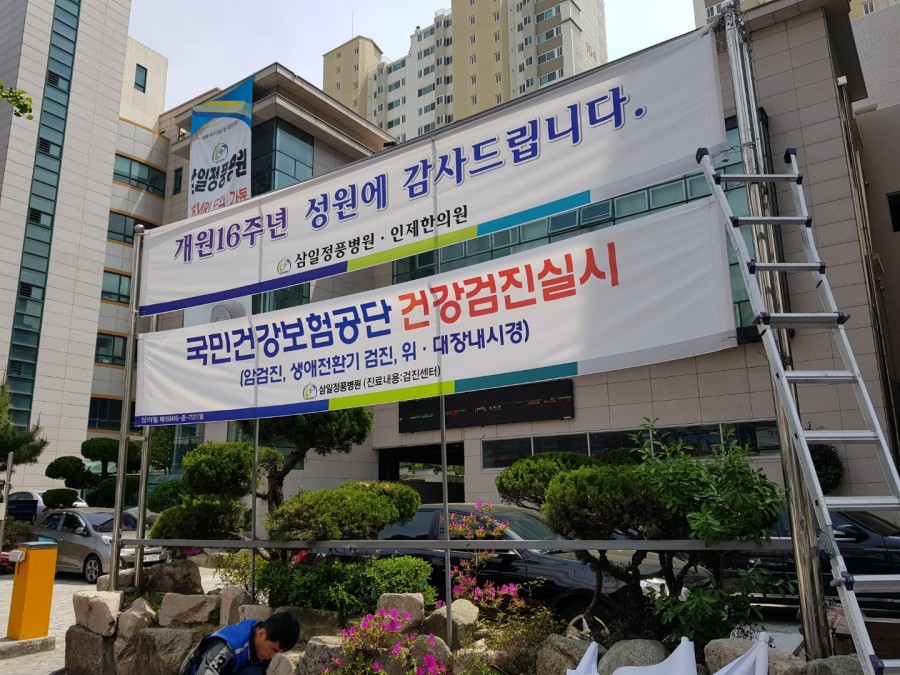 삼일정풍병원
개원16주년 성원에 감사드립니다.
삼일정풍병원 · 인제한의원
국민건강보험공단 건강검진실시
(암검진, 생애전환기 검진, 위 · 대장내시경)
삼일정풍병원 (진료내용:검진센터)